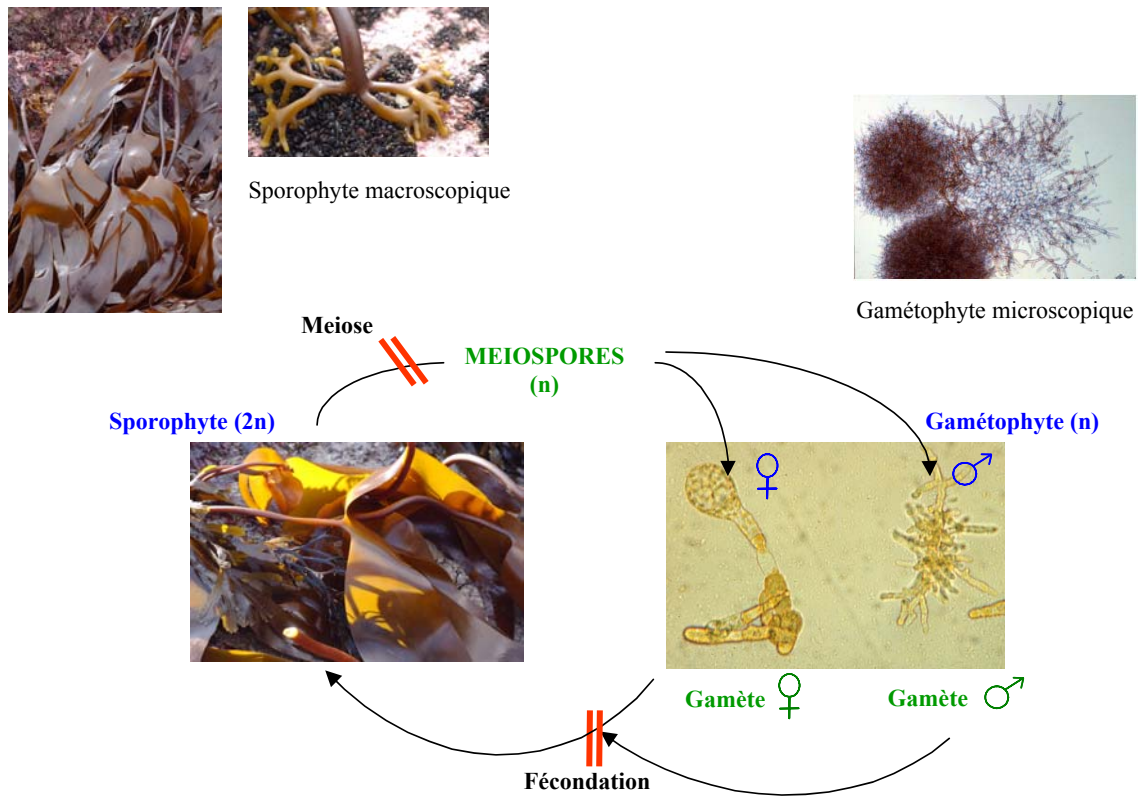 Sporophyte macroscopique
Gamétophyte microscopique
Meiose
MEIOSPORES
(n)
Sporophyte (2n)
Gamétophyte (n)
♀
♂
Gamète ♀
Gamète ♂
Fécondation